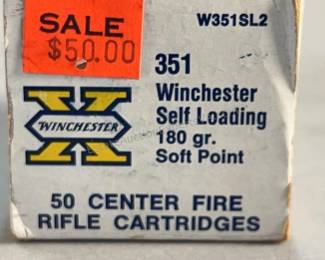 SALE
$50.00
W351SL2
351
Winchester
Self Loading
180 gr.
Soft Point
WINCHESTER
50 CENTER FIRE
RIFLE CARTRIDGES